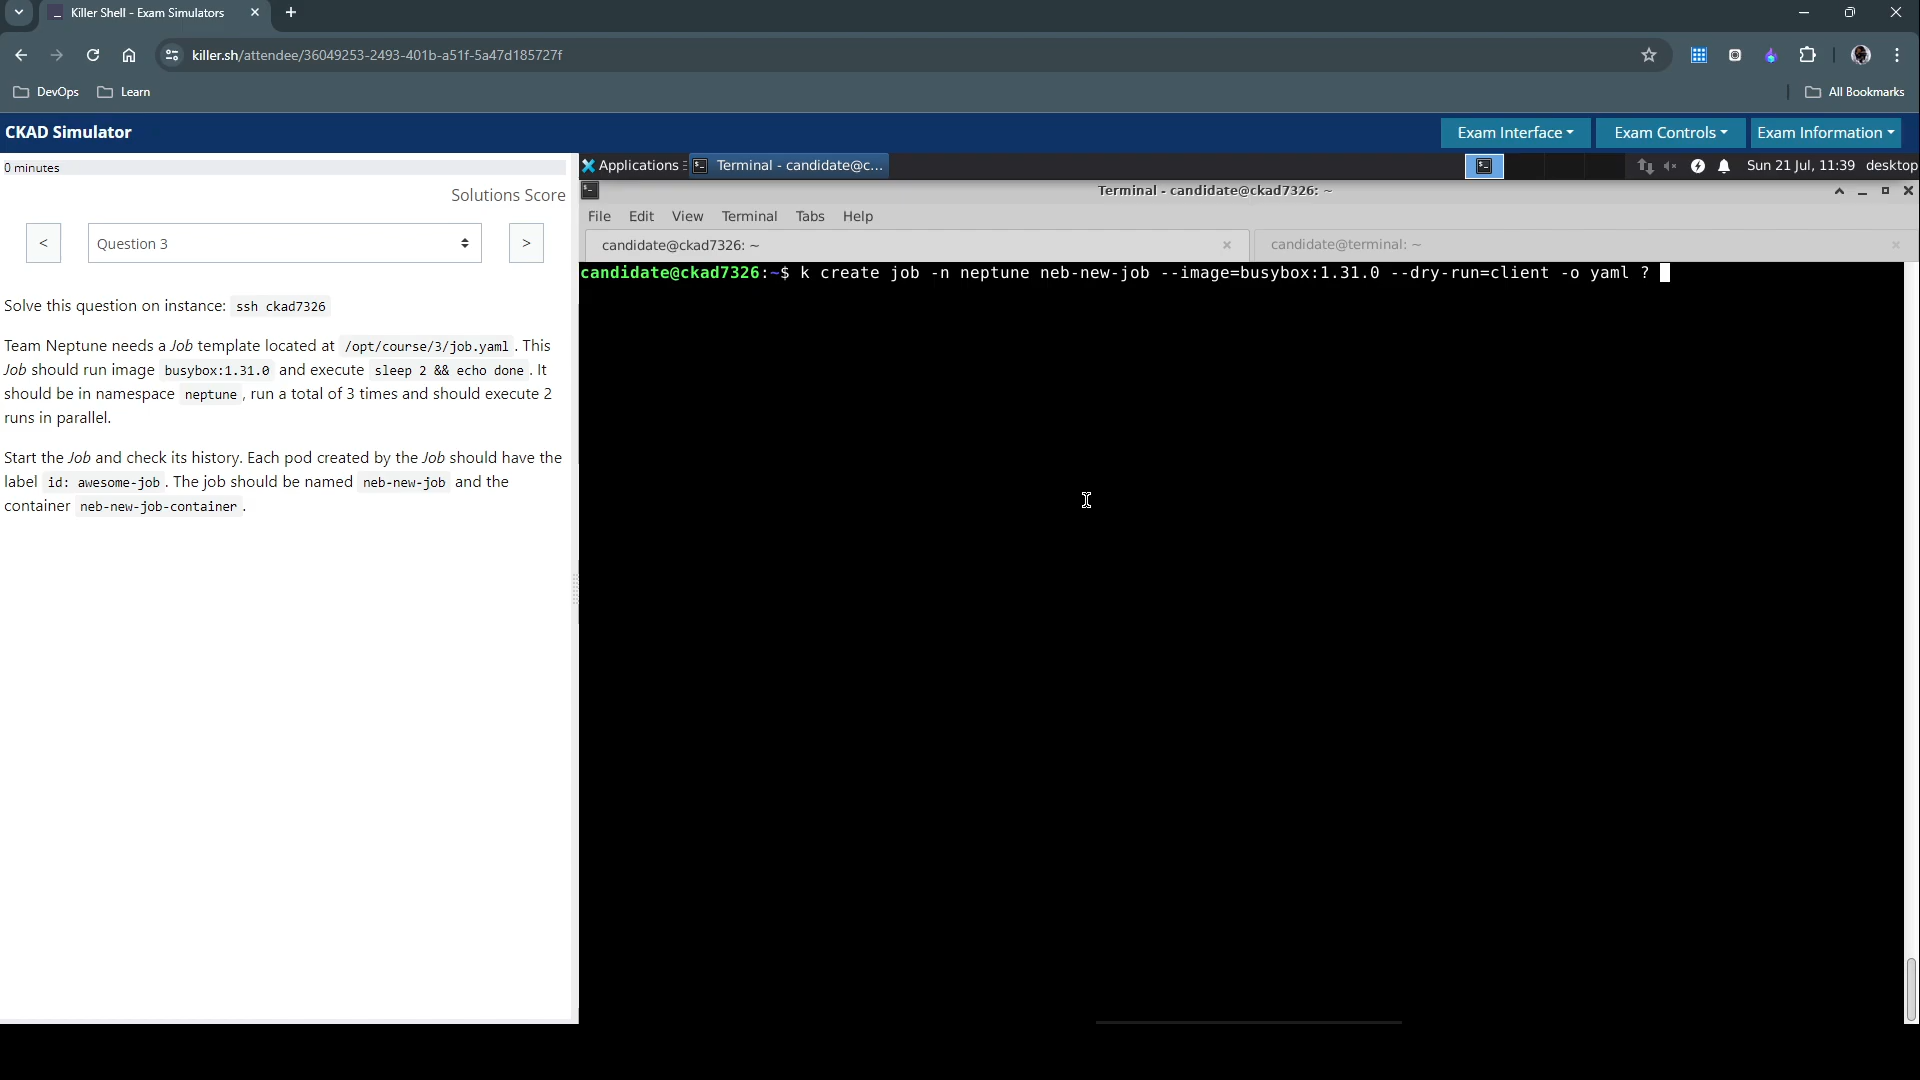 Killer Shell - Exam Simulators
killer.sh/attendee/36049253-2493-401b-a51f-5a47d185727f
DevOps
Learn
All Bookmarks
CKAD Simulator
Exam Interface
Exam Controls
Exam Information
0 minutes
Applications
Terminal - candidate@c...
Sun 21 Jul, 11:39
desktop
Solutions Score
Terminal - candidate@ckad7326: ~
File Edit View Terminal Tabs Help
< Question 3 >
candidate@ckad7326: ~
candidate@terminal: ~
candidate@ckad7326:~$ k create job -n neptune neb-new-job --image=busybox:1.31.0 --dry-run=client -o yaml ?
Solve this question on instance: ssh ckad7326
Team Neptune needs a Job template located at /opt/course/3/job.yaml. This
Job should run image busybox:1.31.0 and execute sleep 2 && echo done. It
should be in namespace neptune, run a total of 3 times and should execute 2
runs in parallel.
Start the Job and check its history. Each pod created by the Job should have the
label id: awesome-job. The job should be named neb-new-job and the
container neb-new-job-container.